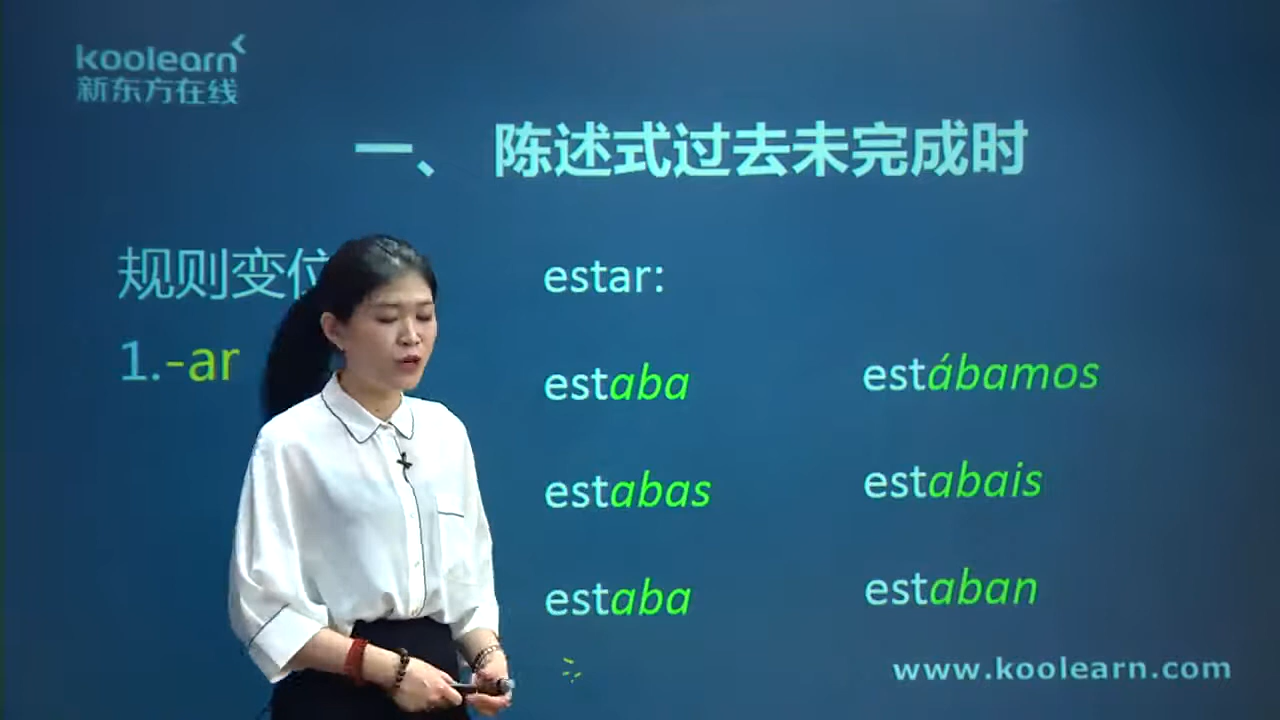 koolearn
新东方在线
一、 陈述式过去未完成时
规则变位
1.-ar
estar:
estaba
estabas
estaba
estábamos
estabais
estaban
www.koolearn.com